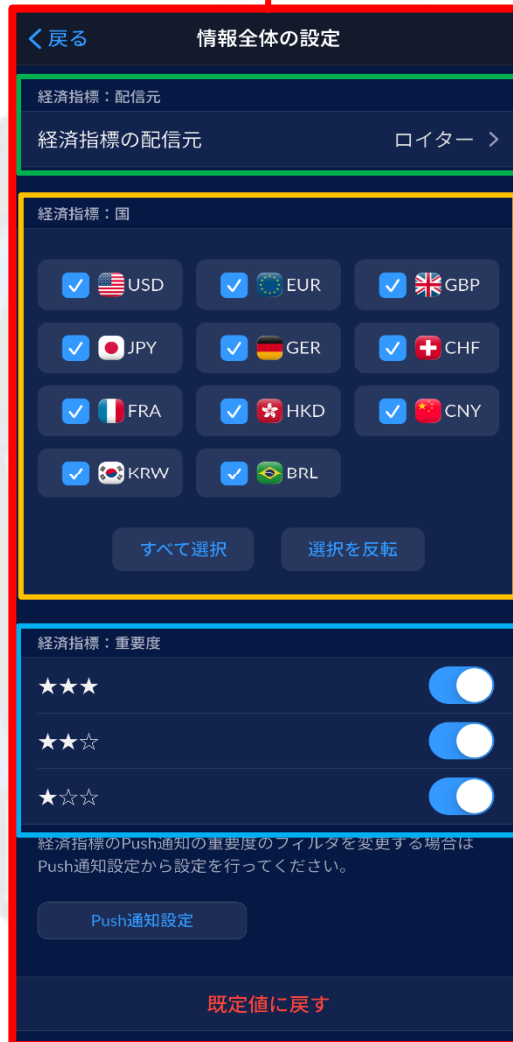 戻る 情報全体の設定
経済指標：配信元
経済指標の配信元 ロイター
経済指標：国
USD EUR GBP
JPY GER CHF
FRA HKD CNY
KRW BRL
すべて選択 選択を反転
経済指標：重要度
★★★
★★☆
★☆☆
経済指標のPush通知の重要度のフィルタを変更する場合は
Push通知設定から設定を行ってください。
Push通知設定
既定値に戻す